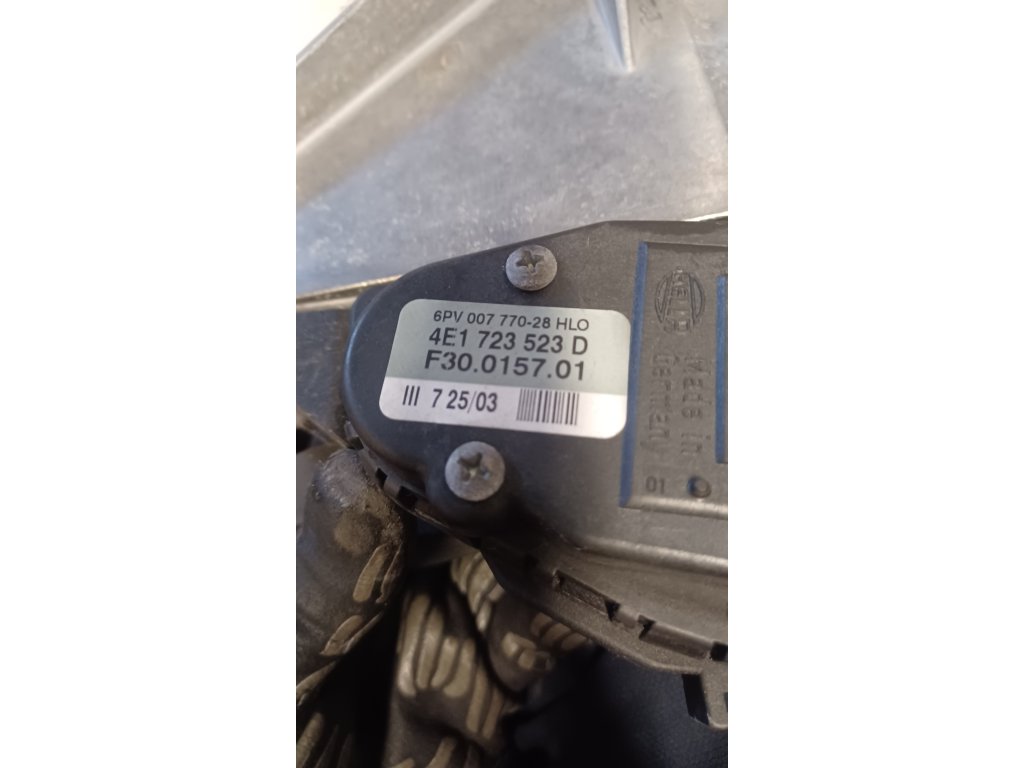 6PV 007 770-28 HLO
4E1 723 523 D
F30.0157.01
III 7 25/03
HELLA
Made in
Germany
01